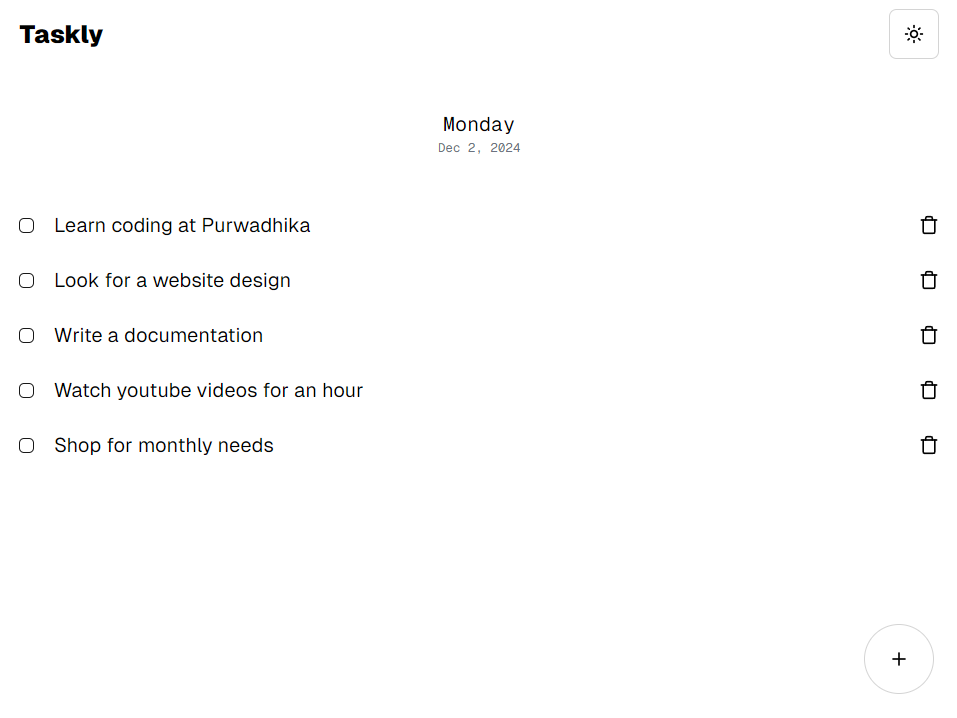 Taskly
Monday
Dec 2, 2024
Learn coding at Purwadhika
Look for a website design
Write a documentation
Watch youtube videos for an hour
Shop for monthly needs
+